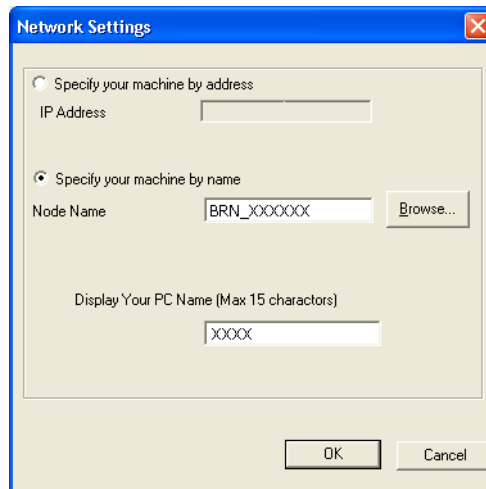 Network Settings
Specify your machine by address
IP Address
Specify your machine by name
Node Name BRN_XXXXXX Browse...
Display Your PC Name (Max 15 charactors)
XXXX
OK Cancel